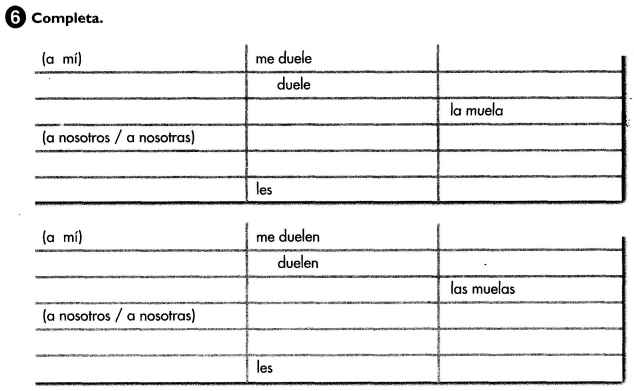 6 Completa.
(a mí) me duele
duele
la muela
(a nosotros / a nosotras)
les
(a mí) me duelen
duelen
las muelas
(a nosotros / a nosotras)
les